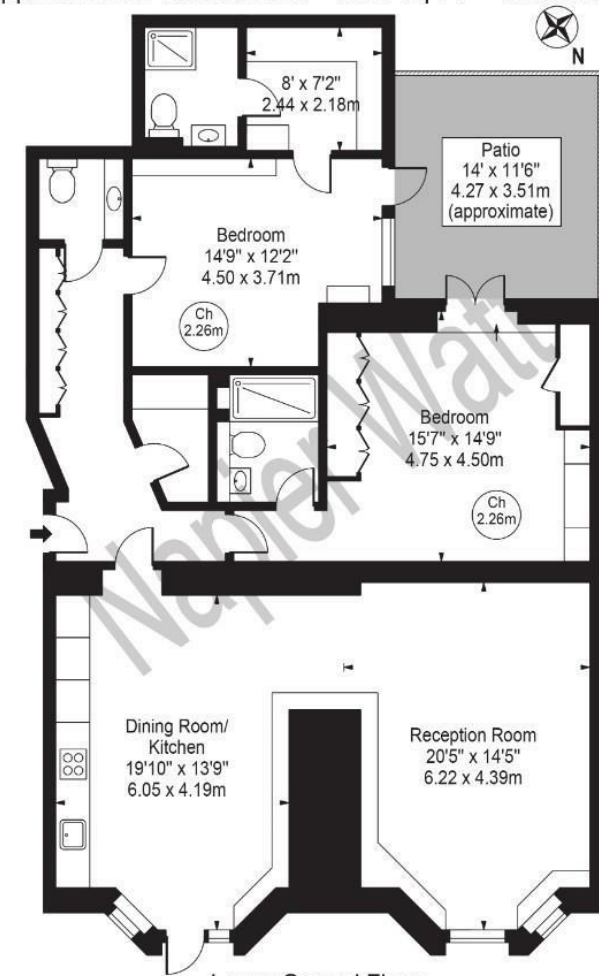 N
8' x 7'2"
2.44 x 2.18m
Patio
14' x 11'6"
4.27 x 3.51m
(approximate)
Bedroom
14'9" x 12'2"
4.50 x 3.71m
Ch
2.26m
Bedroom
15'7" x 14'9"
4.75 x 4.50m
Ch
2.26m
Napier Watt
Dining Room/
Kitchen
19'10" x 13'9"
6.05 x 4.19m
Reception Room
20'5" x 14'5"
6.22 x 4.39m